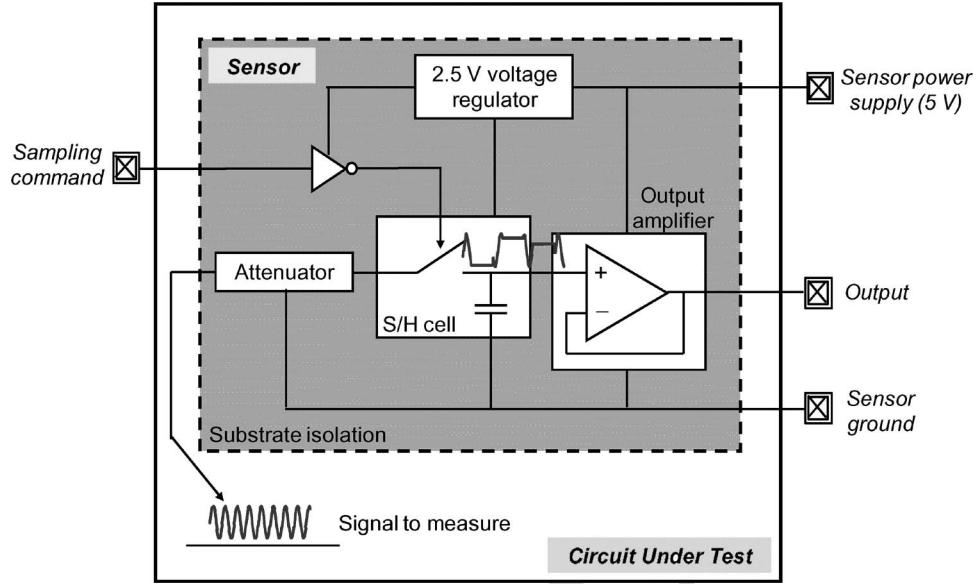 Sensor
2.5 V voltage
regulator
Sensor power
supply (5 V)
Sampling
command
Output
amplifier
Attenuator
+
−
S/H cell
Output
Sensor
ground
Substrate isolation
Signal to measure
Circuit Under Test